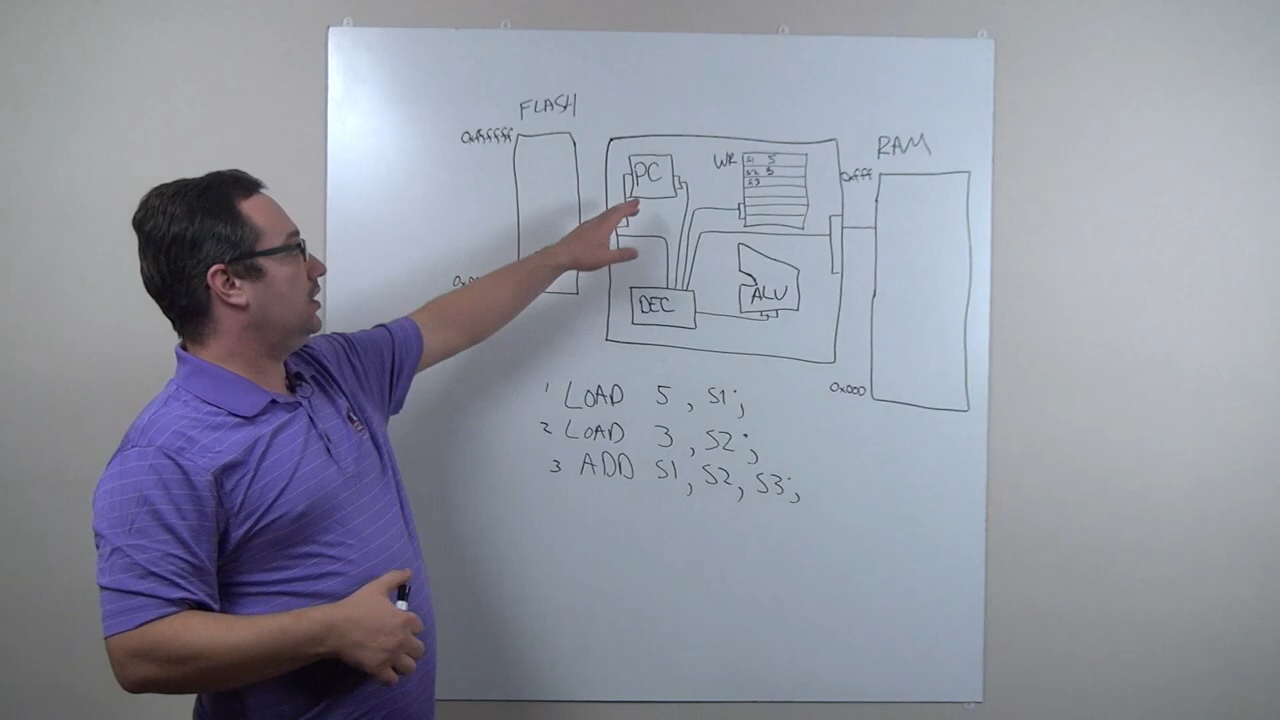 FLASH
0xffffff
PC
WR
S1 5
S2 3
S3
RAM
0xfff
DEC
ALU
0x000
1 LOAD 5, S1;
2 LOAD 3, S2;
3 ADD S1, S2, S3;